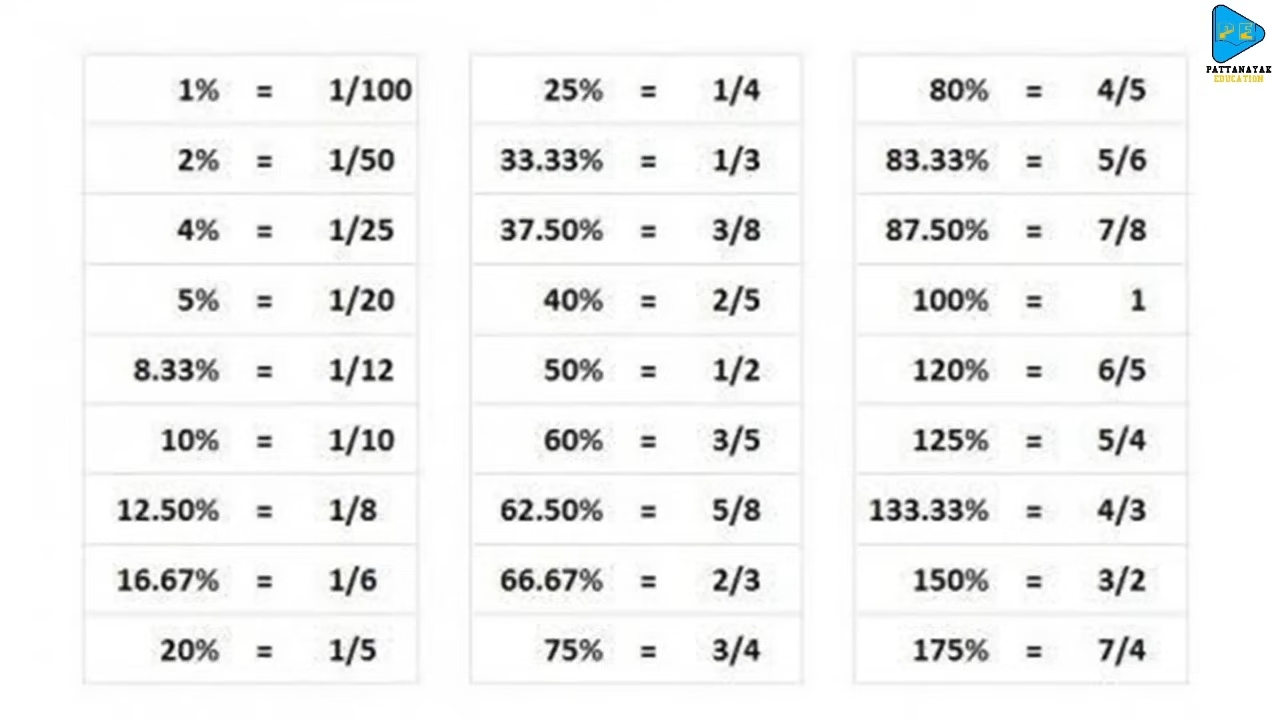 PE
PATTANAYAK
EDUCATION
1% = 1/100
2% = 1/50
4% = 1/25
5% = 1/20
8.33% = 1/12
10% = 1/10
12.50% = 1/8
16.67% = 1/6
20% = 1/5
25% = 1/4
33.33% = 1/3
37.50% = 3/8
40% = 2/5
50% = 1/2
60% = 3/5
62.50% = 5/8
66.67% = 2/3
75% = 3/4
80% = 4/5
83.33% = 5/6
87.50% = 7/8
100% = 1
120% = 6/5
125% = 5/4
133.33% = 4/3
150% = 3/2
175% = 7/4